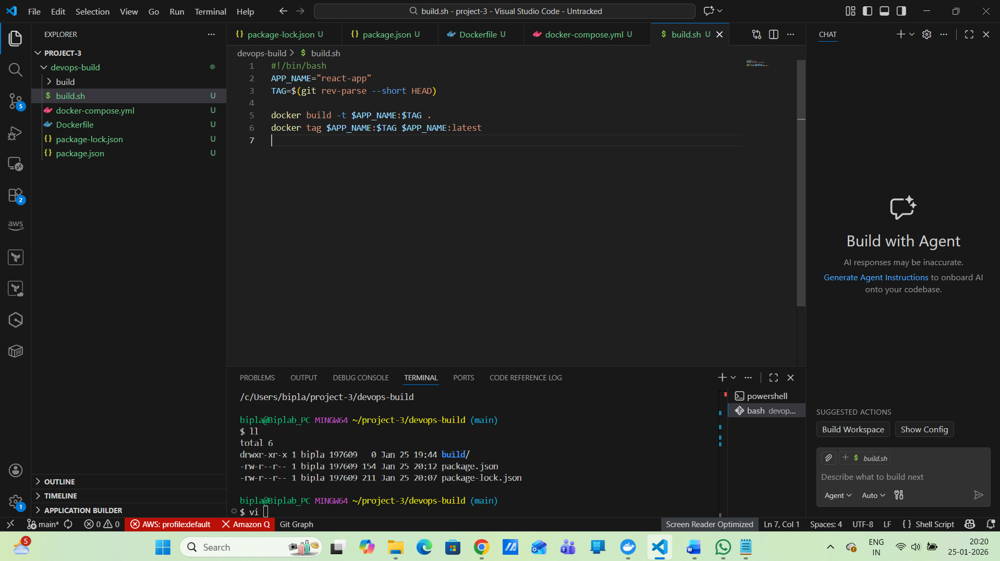 File Edit Selection View Go Run Terminal Help
build.sh - project-3 - Visual Studio Code - Untracked
EXPLORER
PROJECT-3
devops-build
build
build.sh U
docker-compose.yml U
Dockerfile U
package-lock.json U
package.json U
5
2
aws
1
OUTLINE
TIMELINE
APPLICATION BUILDER
package-lock.json U package.json U Dockerfile U docker-compose.yml U build.sh U
devops-build > $ build.sh
1 #!/bin/bash
2 APP_NAME="react-app"
3 TAG=$(git rev-parse --short HEAD)
4
5 docker build -t $APP_NAME:$TAG .
6 docker tag $APP_NAME:$TAG $APP_NAME:latest
7
PROBLEMS OUTPUT DEBUG CONSOLE TERMINAL PORTS CODE REFERENCE LOG
/c/Users/bipla/project-3/devops-build
bipla@Biplab_PC MINGW64 ~/project-3/devops-build (main)
$ ll
total 6
drwxr-xr-x 1 bipla 197609 0 Jan 25 19:44 build/
-rw-r--r-- 1 bipla 197609 154 Jan 25 20:12 package.json
-rw-r--r-- 1 bipla 197609 211 Jan 25 20:07 package-lock.json
bipla@Biplab_PC MINGW64 ~/project-3/devops-build (main)
$ vi
powershell
bash devop...
CHAT
Build with Agent
AI responses may be inaccurate.
Generate Agent Instructions to onboard AI
onto your codebase.
SUGGESTED ACTIONS
Build Workspace Show Config
$ build.sh
Describe what to build next
Agent Auto
main* 0 0 AWS: profile:default Amazon Q Git Graph Screen Reader Optimized Ln 7, Col 1 Spaces: 4 UTF-8 LF {} Shell Script
5
Search
ENG
IN
20:20
25-01-2026